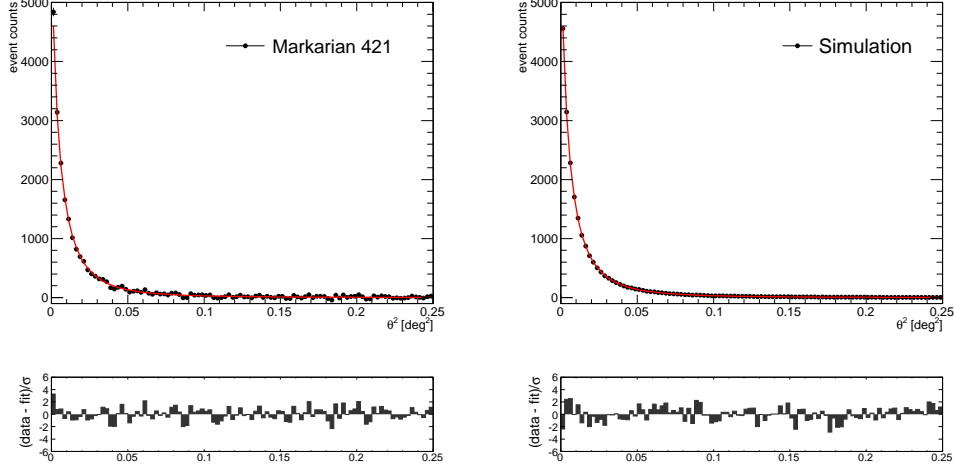 event counts
5000
4000
3000
2000
1000
0
Markarian 421
0 0.05 0.1 0.15 0.2 0.25
θ² [deg²]
(data - fit)/σ
6
4
2
0
-2
-4
-6
0 0.05 0.1 0.15 0.2 0.25
event counts
5000
4000
3000
2000
1000
0
Simulation
0 0.05 0.1 0.15 0.2 0.25
θ² [deg²]
(data - fit)/σ
6
4
2
0
-2
-4
-6
0 0.05 0.1 0.15 0.2 0.25